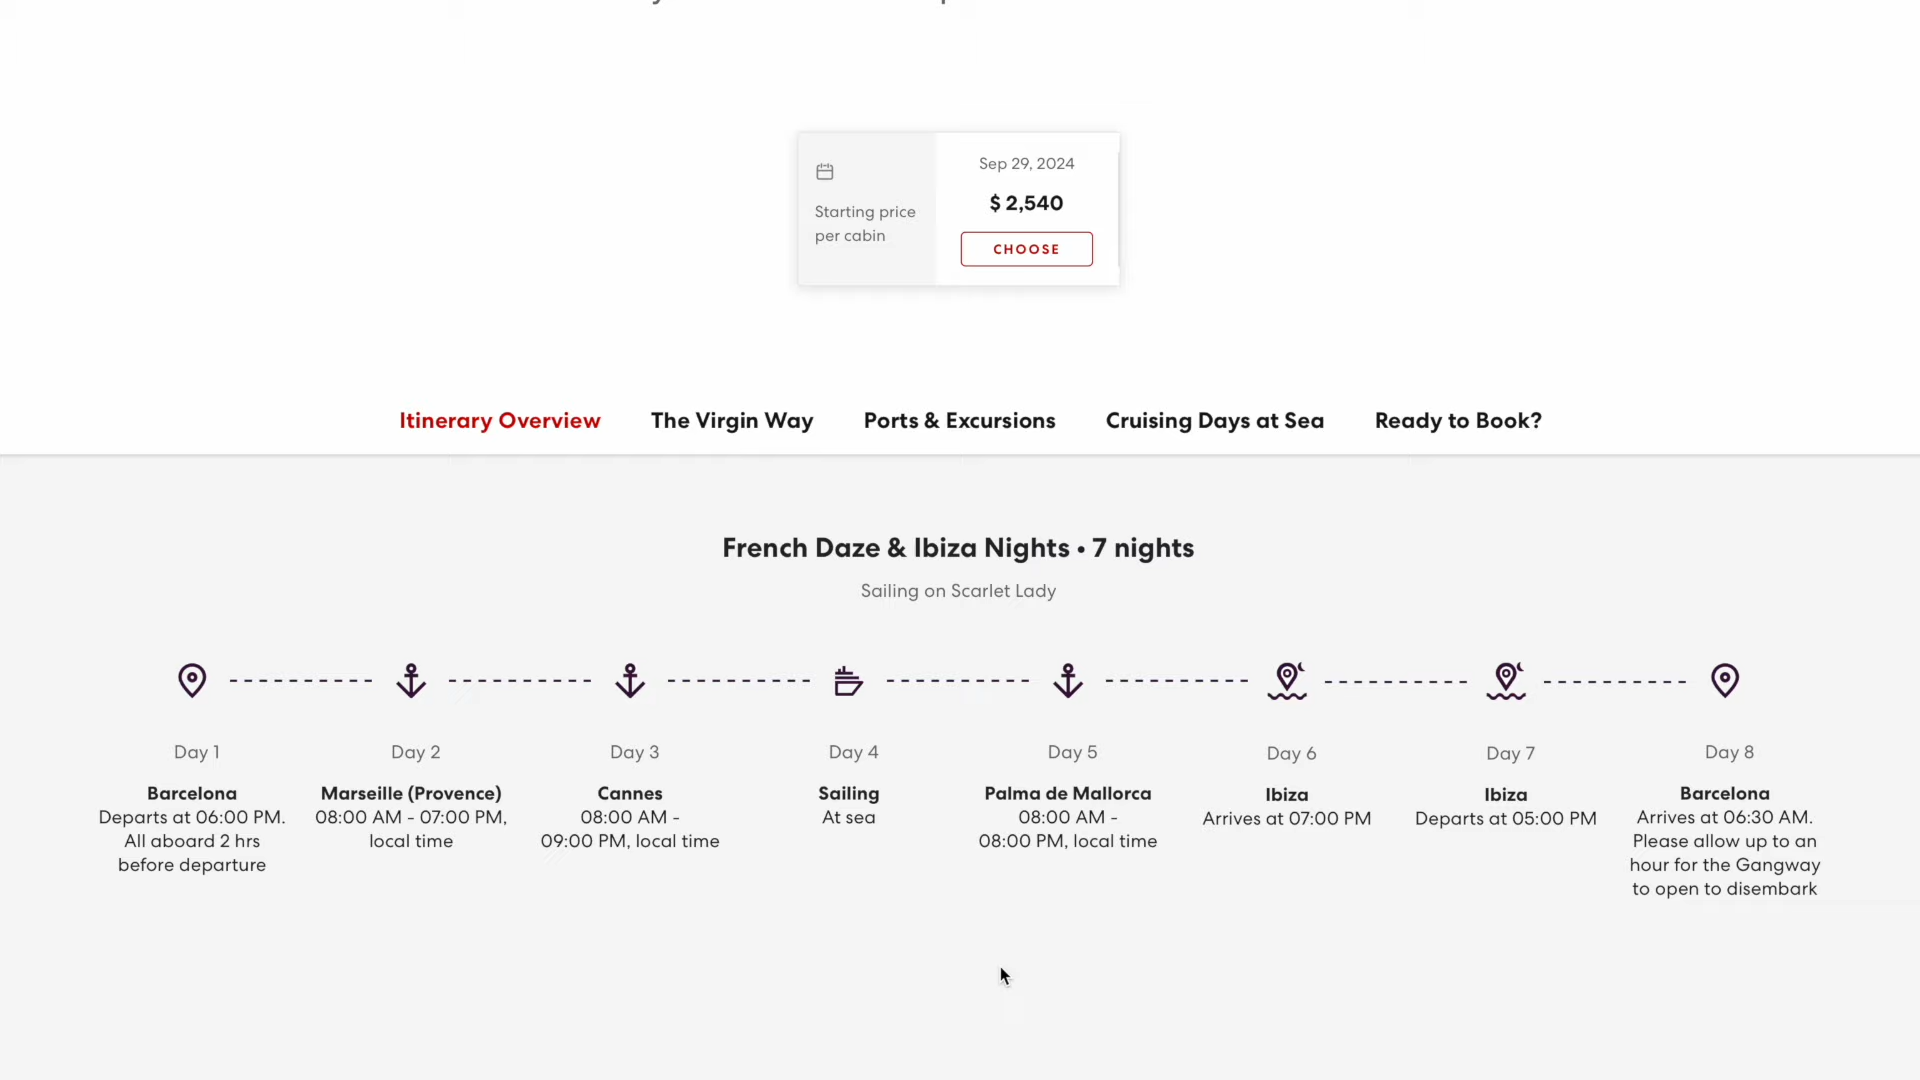 Sep 29, 2024
Starting price
per cabin
$ 2,540
CHOOSE
Itinerary Overview
The Virgin Way
Ports & Excursions
Cruising Days at Sea
Ready to Book?
French Daze & Ibiza Nights • 7 nights
Sailing on Scarlet Lady
Day 1
Barcelona
Departs at 06:00 PM.
All aboard 2 hrs
before departure
Day 2
Marseille (Provence)
08:00 AM - 07:00 PM,
local time
Day 3
Cannes
08:00 AM -
09:00 PM, local time
Day 4
Sailing
At sea
Day 5
Palma de Mallorca
08:00 AM -
08:00 PM, local time
Day 6
Ibiza
Arrives at 07:00 PM
Day 7
Ibiza
Departs at 05:00 PM
Day 8
Barcelona
Arrives at 06:30 AM.
Please allow up to an
hour for the Gangway
to open to disembark